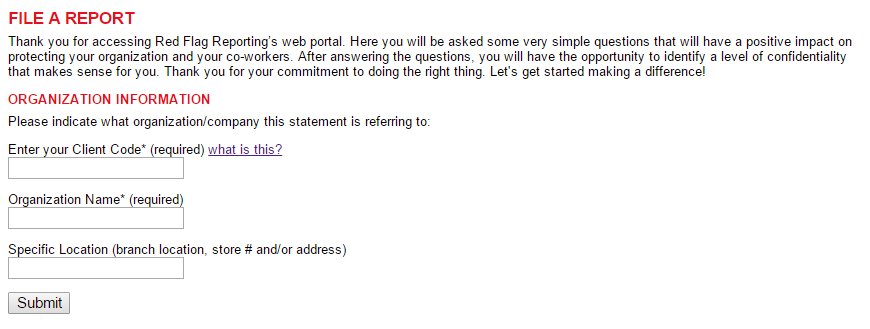 FILE A REPORT
Thank you for accessing Red Flag Reporting's web portal. Here you will be asked some very simple questions that will have a positive impact on
protecting your organization and your co-workers. After answering the questions, you will have the opportunity to identify a level of confidentiality
that makes sense for you. Thank you for your commitment to doing the right thing. Let's get started making a difference!
ORGANIZATION INFORMATION
Please indicate what organization/company this statement is referring to:
Enter your Client Code* (required) what is this?
Organization Name* (required)
Specific Location (branch location, store # and/or address)
Submit